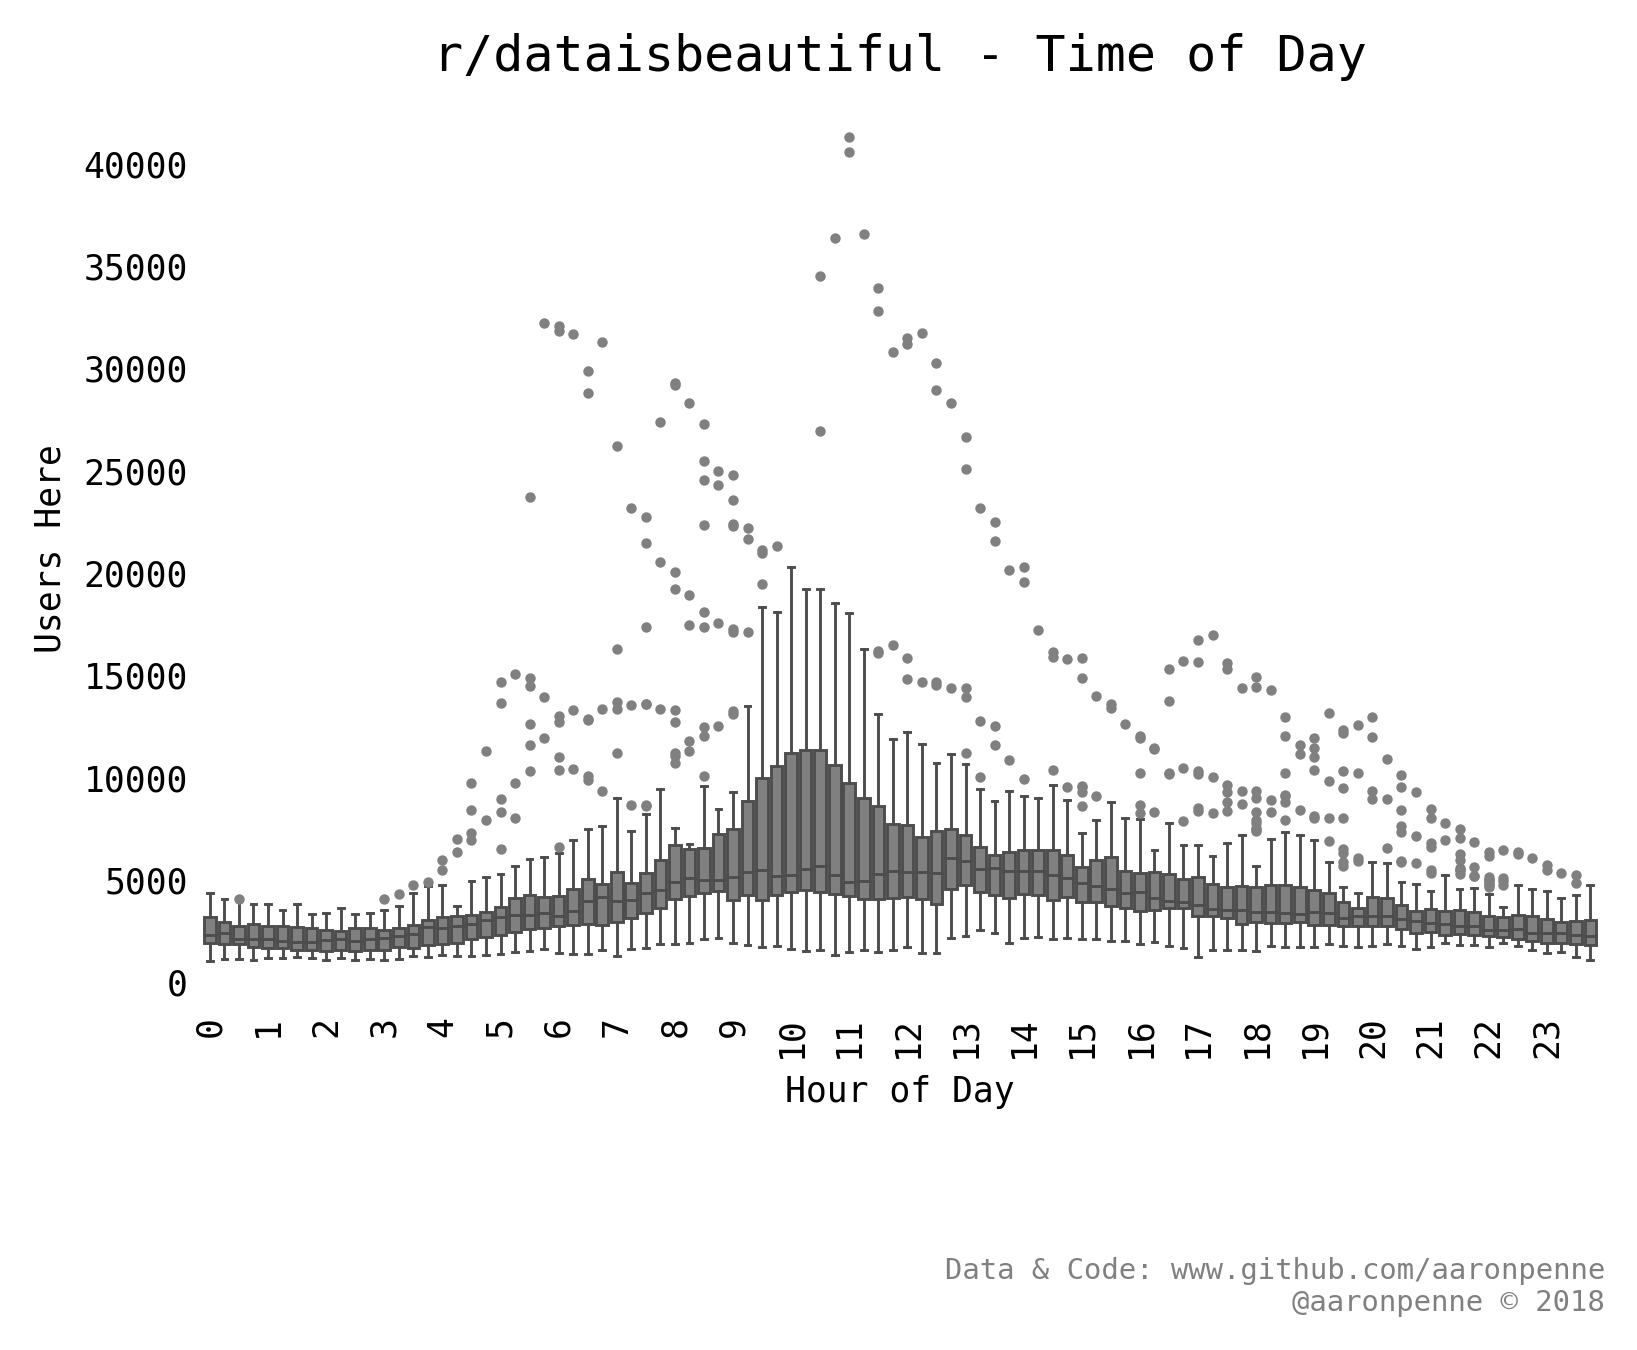 r/dataisbeautiful - Time of Day
40000
35000
30000
25000
20000
15000
10000
5000
0
Users Here
0 1 2 3 4 5 6 7 8 9 10 11 12 13 14 15 16 17 18 19 20 21 22 23
Hour of Day
Data & Code: www.github.com/aaronpenne
@aaronpenne © 2018